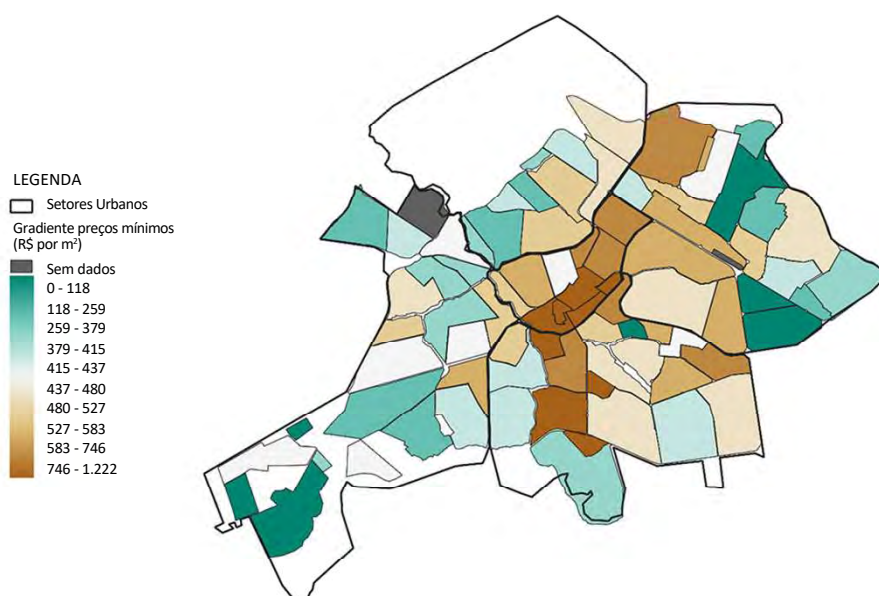 LEGENDA
Setores Urbanos
Gradiente preços mínimos
(R$ por m²)
Sem dados
0 - 118
118 - 259
259 - 379
379 - 415
415 - 437
437 - 480
480 - 527
527 - 583
583 - 746
746 - 1.222